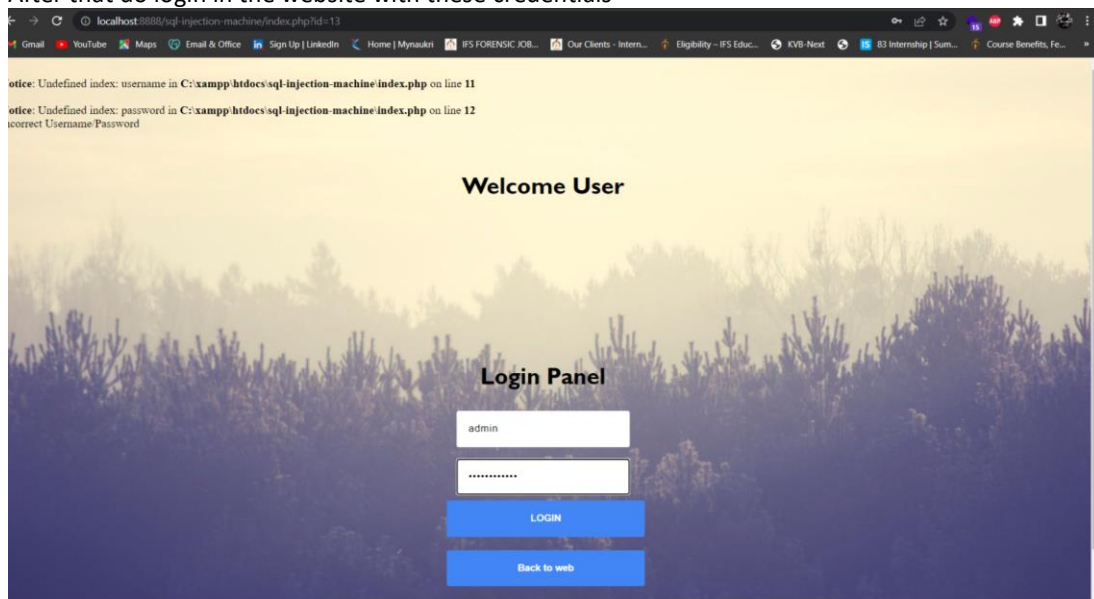 After that do login in the website with these credentials
localhost:8888/sql-injection-machine/index.php?id=13
Gmail YouTube Maps Email & Office Sign Up | LinkedIn Home | Mynaukri IFS FORENSIC JOB... Our Clients - Intern... Eligibility – IFS Educ... KVB-Next 83 Internship | Sum... Course Benefits, Fe... »
otice: Undefined index: username in C:\xampp\htdocs\sql-injection-machine\index.php on line 11
otice: Undefined index: password in C:\xampp\htdocs\sql-injection-machine\index.php on line 12
ncorrect Username/Password
Welcome User
Login Panel
admin
••••••••••••
LOGIN
Back to web